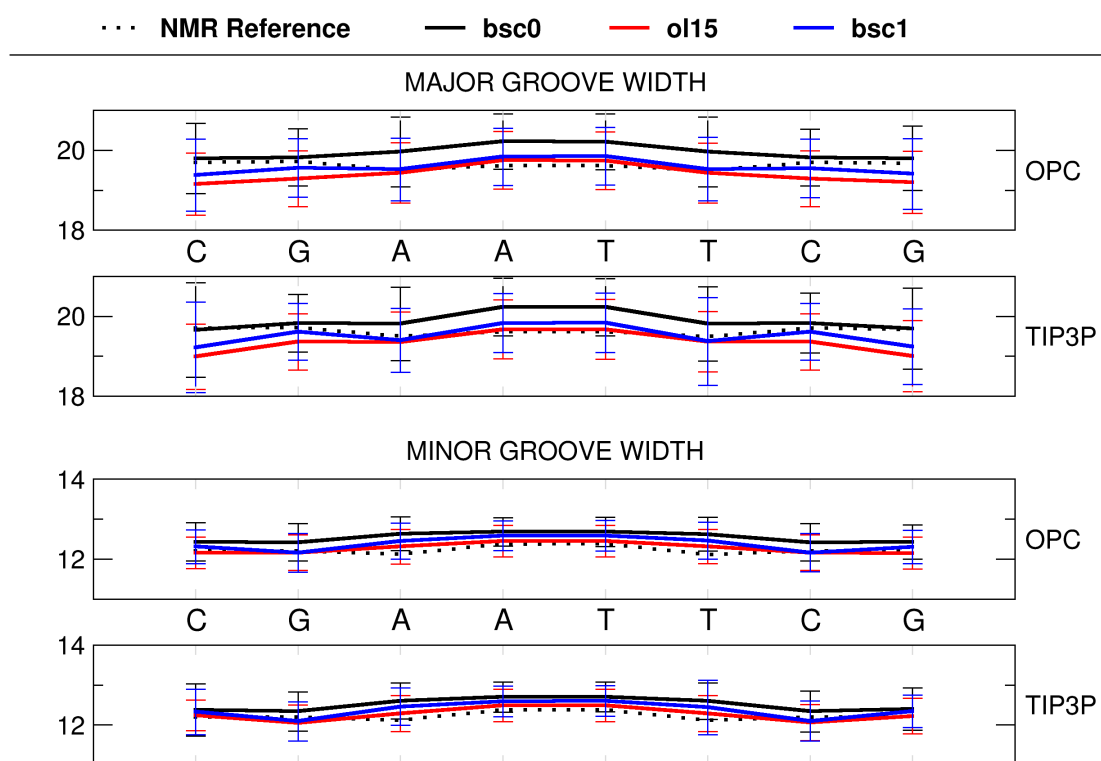 NMR Reference bsc0 ol15 bsc1
MAJOR GROOVE WIDTH
20
18
OPC
C G A A T T C G
20
18
TIP3P
MINOR GROOVE WIDTH
14
12
OPC
C G A A T T C G
14
12
TIP3P